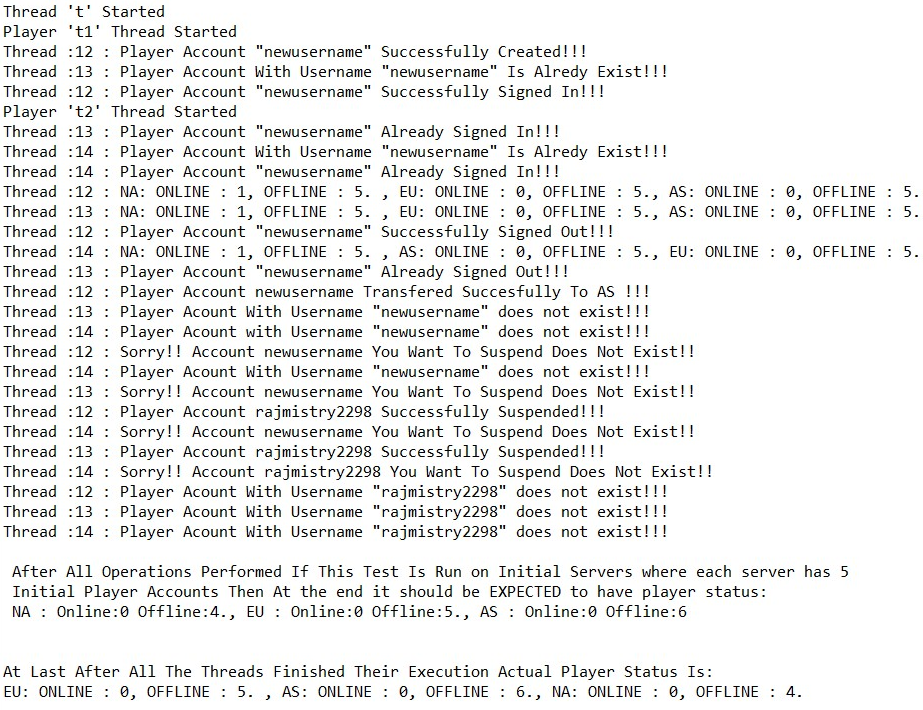 Thread 't' Started
Player 't1' Thread Started
Thread :12 : Player Account "newusername" Successfully Created!!!
Thread :13 : Player Account With Username "newusername" Is Alredy Exist!!!
Thread :12 : Player Account "newusername" Successfully Signed In!!!
Player 't2' Thread Started
Thread :13 : Player Account "newusername" Already Signed In!!!
Thread :14 : Player Account With Username "newusername" Is Alredy Exist!!!
Thread :14 : Player Account "newusername" Already Signed In!!!
Thread :12 : NA: ONLINE : 1, OFFLINE : 5. , EU: ONLINE : 0, OFFLINE : 5., AS: ONLINE : 0, OFFLINE : 5.
Thread :13 : NA: ONLINE : 1, OFFLINE : 5. , EU: ONLINE : 0, OFFLINE : 5., AS: ONLINE : 0, OFFLINE : 5.
Thread :12 : Player Account "newusername" Successfully Signed Out!!!
Thread :14 : NA: ONLINE : 1, OFFLINE : 5. , AS: ONLINE : 0, OFFLINE : 5., EU: ONLINE : 0, OFFLINE : 5.
Thread :13 : Player Account "newusername" Already Signed Out!!!
Thread :12 : Player Account newusername Transfered Succesfully To AS !!!
Thread :13 : Player Acount With Username "newusername" does not exist!!!
Thread :14 : Player Account with Username "newusername" does not exist!!!
Thread :12 : Sorry!! Account newusername You Want To Suspend Does Not Exist!!
Thread :14 : Player Acount With Username "newusername" does not exist!!!
Thread :13 : Sorry!! Account newusername You Want To Suspend Does Not Exist!!
Thread :12 : Player Account rajmistry2298 Successfully Suspended!!!
Thread :14 : Sorry!! Account newusername You Want To Suspend Does Not Exist!!
Thread :13 : Player Account rajmistry2298 Successfully Suspended!!!
Thread :14 : Sorry!! Account rajmistry2298 You Want To Suspend Does Not Exist!!
Thread :12 : Player Acount With Username "rajmistry2298" does not exist!!!
Thread :13 : Player Acount With Username "rajmistry2298" does not exist!!!
Thread :14 : Player Acount With Username "rajmistry2298" does not exist!!!
After All Operations Performed If This Test Is Run on Initial Servers where each server has 5
Initial Player Accounts Then At the end it should be EXPECTED to have player status:
NA : Online:0 Offline:4., EU : Online:0 Offline:5., AS : Online:0 Offline:6
At Last After All The Threads Finished Their Execution Actual Player Status Is:
EU: ONLINE : 0, OFFLINE : 5. , AS: ONLINE : 0, OFFLINE : 6., NA: ONLINE : 0, OFFLINE : 4.